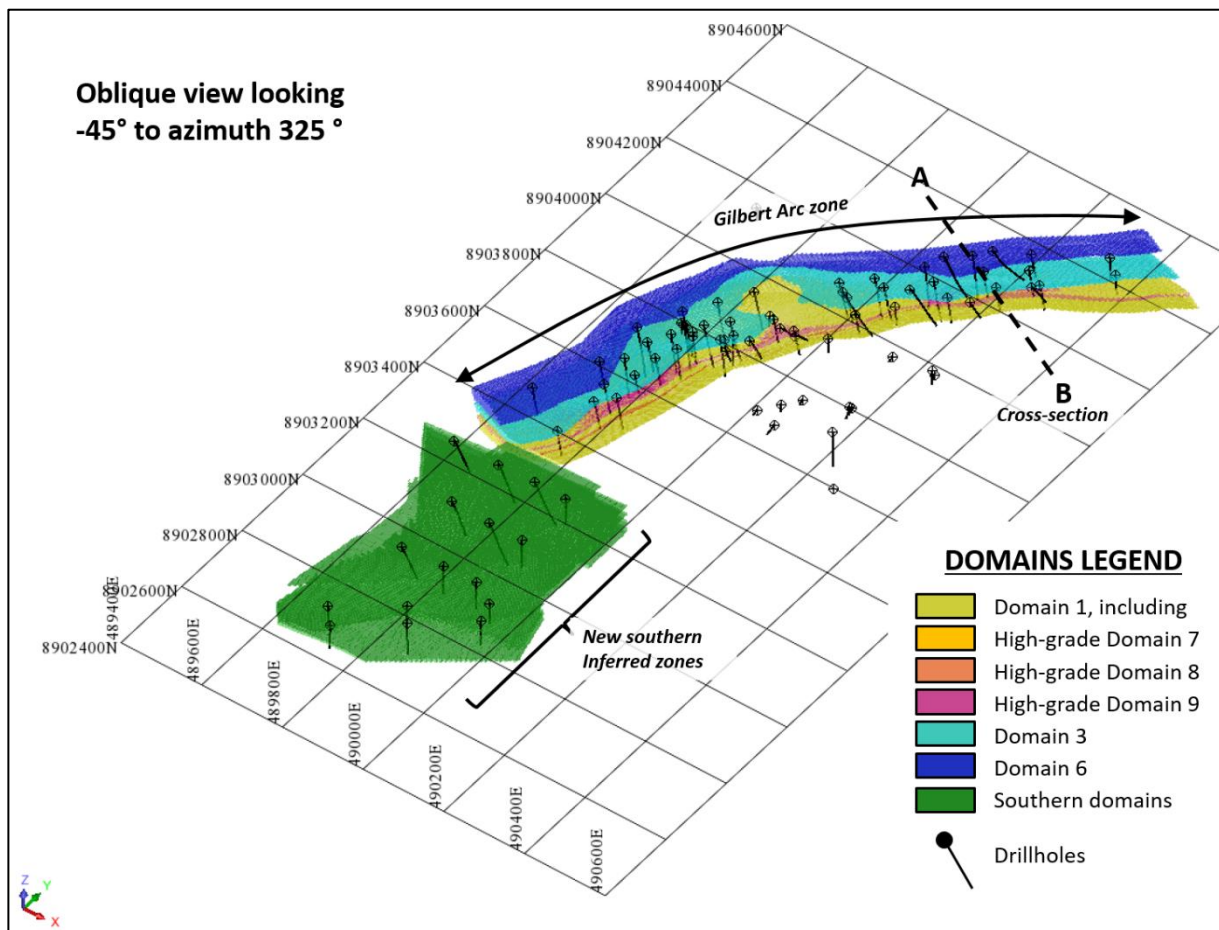 Oblique view looking
-45° to azimuth 325 °
8904600N
8904400N
8904200N
8904000N
8903800N
8903600N
8903400N
8903200N
8903000N
8902800N
8902600N
8902400N
489400E
489600E
489800E
490000E
490200E
490400E
490600E
Gilbert Arc zone
A
B
Cross-section
New southern
Inferred zones
DOMAINS LEGEND
Domain 1, including
High-grade Domain 7
High-grade Domain 8
High-grade Domain 9
Domain 3
Domain 6
Southern domains
Drillholes
Z
Y
X